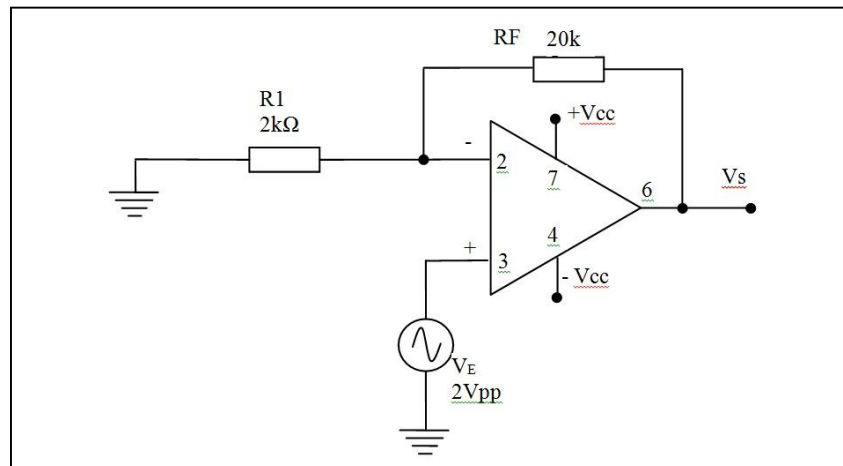 RF 20k
R1
2kΩ
+Vcc
-
2
7
6
Vs
4
+
3
- Vcc
VE
2Vpp